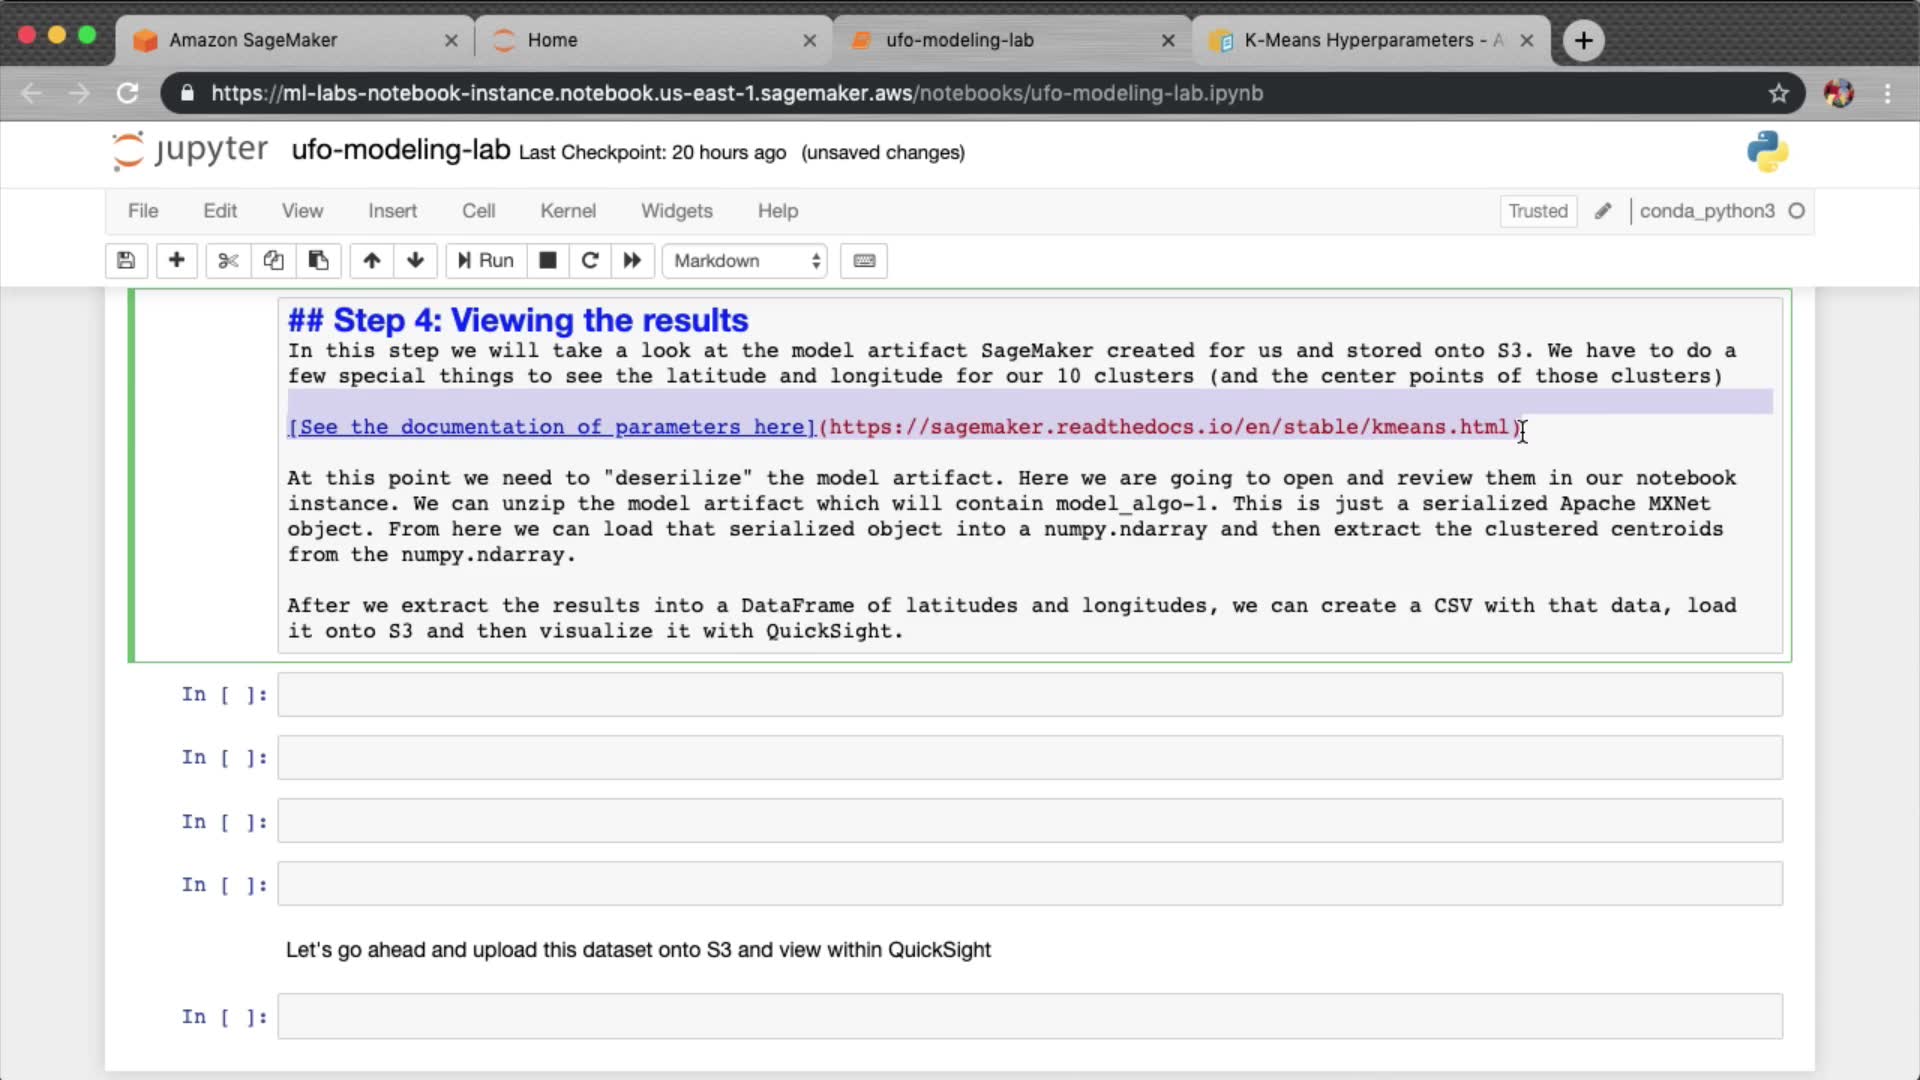 Amazon SageMaker
Home
ufo-modeling-lab
K-Means Hyperparameters - A
https://ml-labs-notebook-instance.notebook.us-east-1.sagemaker.aws/notebooks/ufo-modeling-lab.ipynb
jupyter ufo-modeling-lab Last Checkpoint: 20 hours ago (unsaved changes)
File Edit View Insert Cell Kernel Widgets Help Trusted conda_python3
Run Markdown
## Step 4: Viewing the results
In this step we will take a look at the model artifact SageMaker created for us and stored onto S3. We have to do a
few special things to see the latitude and longitude for our 10 clusters (and the center points of those clusters)
[See the documentation of parameters here](https://sagemaker.readthedocs.io/en/stable/kmeans.html)
At this point we need to "deserilize" the model artifact. Here we are going to open and review them in our notebook
instance. We can unzip the model artifact which will contain model_algo-1. This is just a serialized Apache MXNet
object. From here we can load that serialized object into a numpy.ndarray and then extract the clustered centroids
from the numpy.ndarray.
After we extract the results into a DataFrame of latitudes and longitudes, we can create a CSV with that data, load
it onto S3 and then visualize it with QuickSight.
In [ ]:
In [ ]:
In [ ]:
In [ ]:
Let's go ahead and upload this dataset onto S3 and view within QuickSight
In [ ]: